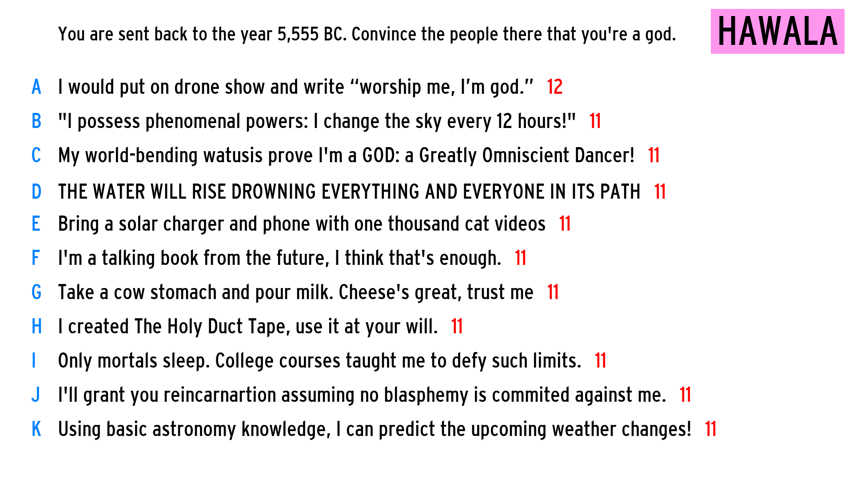 You are sent back to the year 5,555 BC. Convince the people there that you're a god.
HAWALA
A I would put on drone show and write “worship me, I’m god.” 12
B "I possess phenomenal powers: I change the sky every 12 hours!" 11
C My world-bending watusis prove I'm a GOD: a Greatly Omniscient Dancer! 11
D THE WATER WILL RISE DROWNING EVERYTHING AND EVERYONE IN ITS PATH 11
E Bring a solar charger and phone with one thousand cat videos 11
F I'm a talking book from the future, I think that's enough. 11
G Take a cow stomach and pour milk. Cheese's great, trust me 11
H I created The Holy Duct Tape, use it at your will. 11
I Only mortals sleep. College courses taught me to defy such limits. 11
J I'll grant you reincarnartion assuming no blasphemy is commited against me. 11
K Using basic astronomy knowledge, I can predict the upcoming weather changes! 11